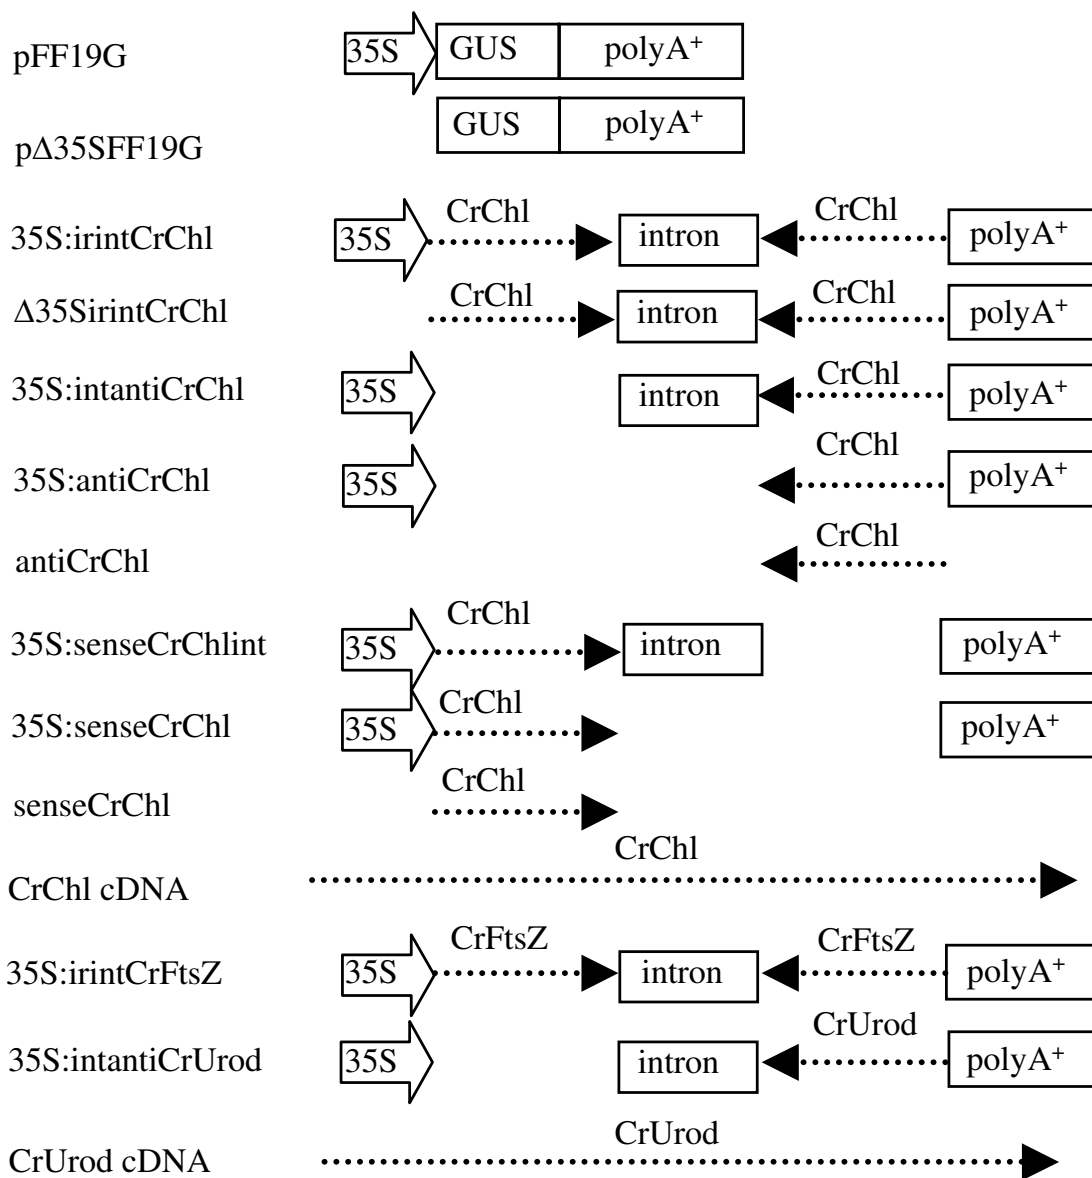 pFF19G 35S GUS polyA+
pΔ35SFF19G GUS polyA+
35S:irintCrChl 35S CrChl intron CrChl polyA+
Δ35SirintCrChl CrChl intron CrChl polyA+
35S:intantiCrChl 35S intron CrChl polyA+
35S:antiCrChl 35S CrChl polyA+
antiCrChl CrChl
35S:senseCrChlint 35S CrChl intron polyA+
35S:senseCrChl 35S CrChl polyA+
senseCrChl CrChl
CrChl cDNA CrChl
35S:irintCrFtsZ 35S CrFtsZ intron CrFtsZ polyA+
35S:intantiCrUrod 35S intron CrUrod polyA+
CrUrod cDNA CrUrod